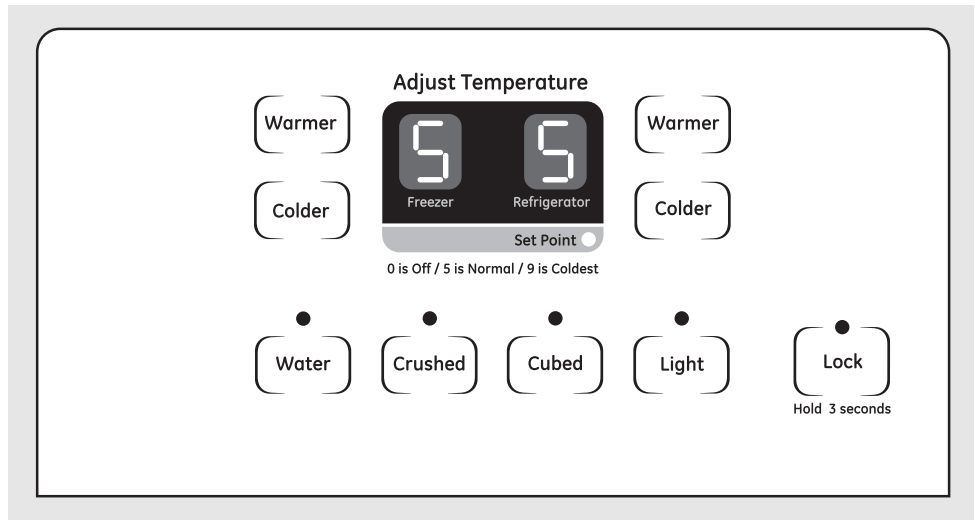 Adjust Temperature
Warmer
5 5
Warmer
Freezer Refrigerator
Colder
Colder
Set Point
0 is Off / 5 is Normal / 9 is Coldest
Water
Crushed
Cubed
Light
Lock
Hold 3 seconds